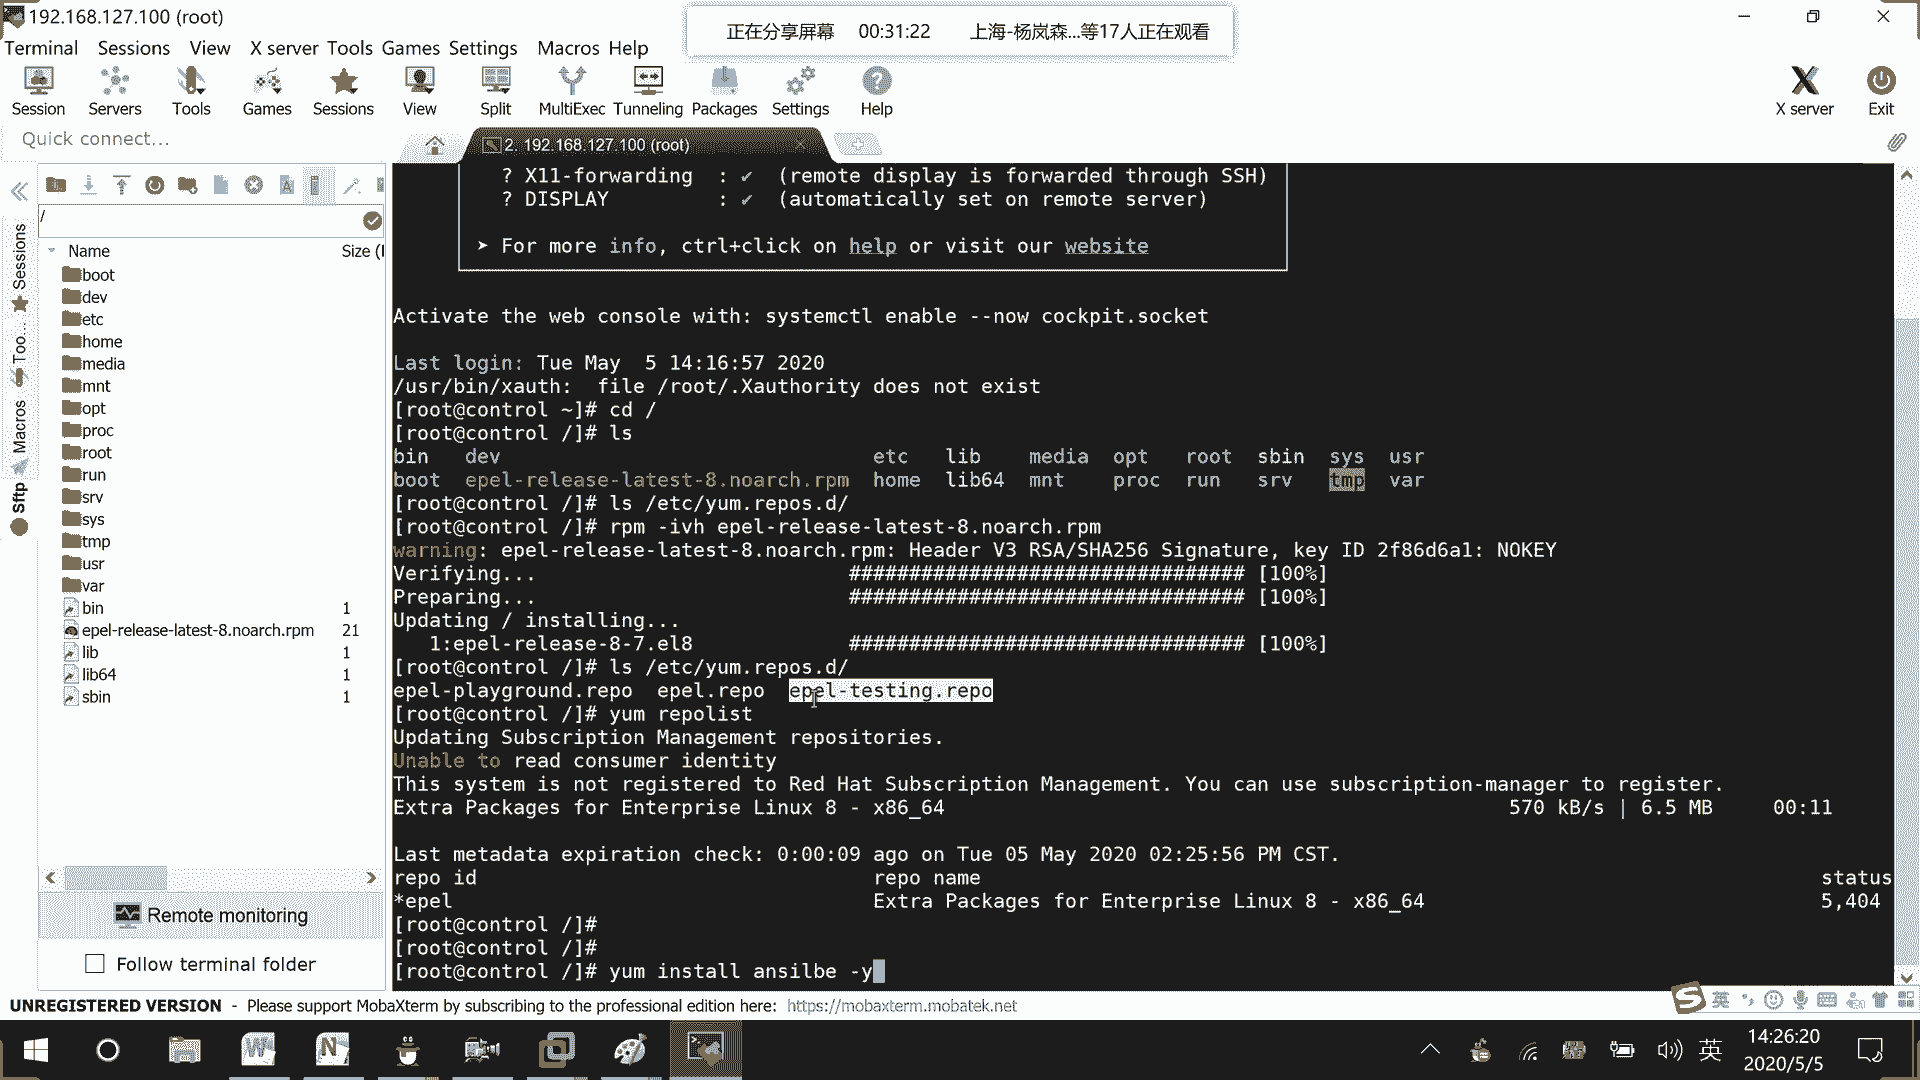 192.168.127.100 (root)
正在分享屏幕 00:31:22 上海-杨岚森...等17人正在观看
Terminal Sessions View X server Tools Games Settings Macros Help
Session Servers Tools Games Sessions View Split MultiExec Tunneling Packages Settings Help X server Exit
Quick connect...
2. 192.168.127.100 (root)
/
Name Size (
boot
dev
etc
home
media
mnt
opt
proc
root
run
srv
sys
tmp
usr
var
bin 1
epel-release-latest-8.noarch.rpm 21
lib 1
lib64 1
sbin 1
Sessions
Too...
Macros
Sftp
Remote monitoring
Follow terminal folder
? X11-forwarding : ✔ (remote display is forwarded through SSH)
? DISPLAY : ✔ (automatically set on remote server)
➤ For more info, ctrl+click on help or visit our website
Activate the web console with: systemctl enable --now cockpit.socket
Last login: Tue May 5 14:16:57 2020
/usr/bin/xauth: file /root/.Xauthority does not exist
[root@control ~]# cd /
[root@control /]# ls
bin dev etc lib media opt root sbin sys usr
boot epel-release-latest-8.noarch.rpm home lib64 mnt proc run srv tmp var
[root@control /]# ls /etc/yum.repos.d/
[root@control /]# rpm -ivh epel-release-latest-8.noarch.rpm
warning: epel-release-latest-8.noarch.rpm: Header V3 RSA/SHA256 Signature, key ID 2f86d6a1: NOKEY
Verifying... ################################# [100%]
Preparing... ################################# [100%]
Updating / installing...
1:epel-release-8-7.el8 ################################# [100%]
[root@control /]# ls /etc/yum.repos.d/
epel-playground.repo epel.repo epel-testing.repo
[root@control /]# yum repolist
Updating Subscription Management repositories.
Unable to read consumer identity
This system is not registered to Red Hat Subscription Management. You can use subscription-manager to register.
Extra Packages for Enterprise Linux 8 - x86_64 570 kB/s | 6.5 MB 00:11
Last metadata expiration check: 0:00:09 ago on Tue 05 May 2020 02:25:56 PM CST.
repo id repo name status
*epel Extra Packages for Enterprise Linux 8 - x86_64 5,404
[root@control /]#
[root@control /]#
[root@control /]# yum install ansilbe -y
UNREGISTERED VERSION - Please support MobaXterm by subscribing to the professional edition here: https://mobaxterm.mobatek.net
英
英
14:26:20
2020/5/5